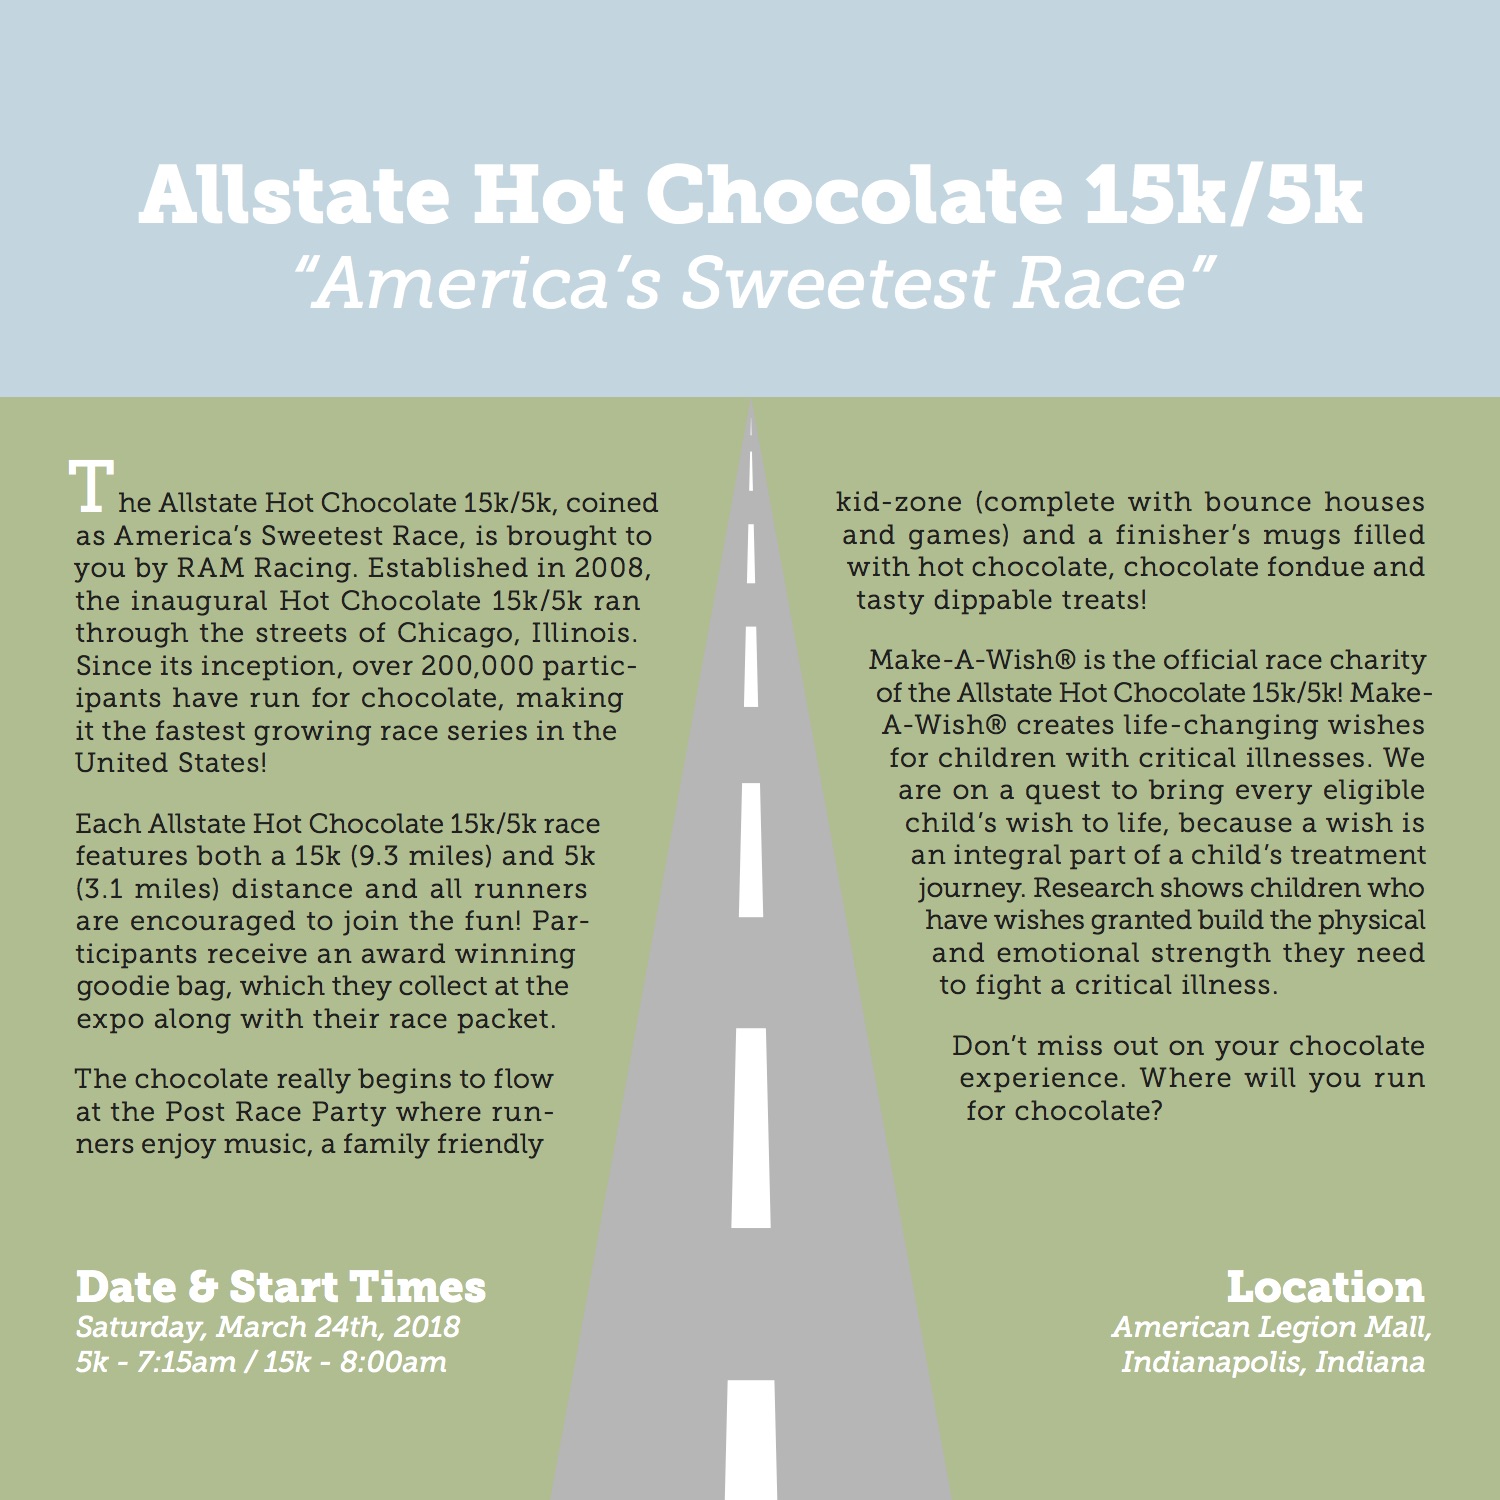 Allstate Hot Chocolate 15k/5k
“America’s Sweetest Race”
The Allstate Hot Chocolate 15k/5k, coined
as America’s Sweetest Race, is brought to
you by RAM Racing. Established in 2008,
the inaugural Hot Chocolate 15k/5k ran
through the streets of Chicago, Illinois.
Since its inception, over 200,000 partic-
ipants have run for chocolate, making
it the fastest growing race series in the
United States!
Each Allstate Hot Chocolate 15k/5k race
features both a 15k (9.3 miles) and 5k
(3.1 miles) distance and all runners
are encouraged to join the fun! Par-
ticipants receive an award winning
goodie bag, which they collect at the
expo along with their race packet.
The chocolate really begins to flow
at the Post Race Party where run-
ners enjoy music, a family friendly
kid-zone (complete with bounce houses
and games) and a finisher’s mugs filled
with hot chocolate, chocolate fondue and
tasty dippable treats!
Make-A-Wish® is the official race charity
of the Allstate Hot Chocolate 15k/5k! Make-
A-Wish® creates life-changing wishes
for children with critical illnesses. We
are on a quest to bring every eligible
child’s wish to life, because a wish is
an integral part of a child’s treatment
journey. Research shows children who
have wishes granted build the physical
and emotional strength they need
to fight a critical illness.
Don’t miss out on your chocolate
experience. Where will you run
for chocolate?
Date & Start Times
Saturday, March 24th, 2018
5k - 7:15am / 15k - 8:00am
Location
American Legion Mall,
Indianapolis, Indiana